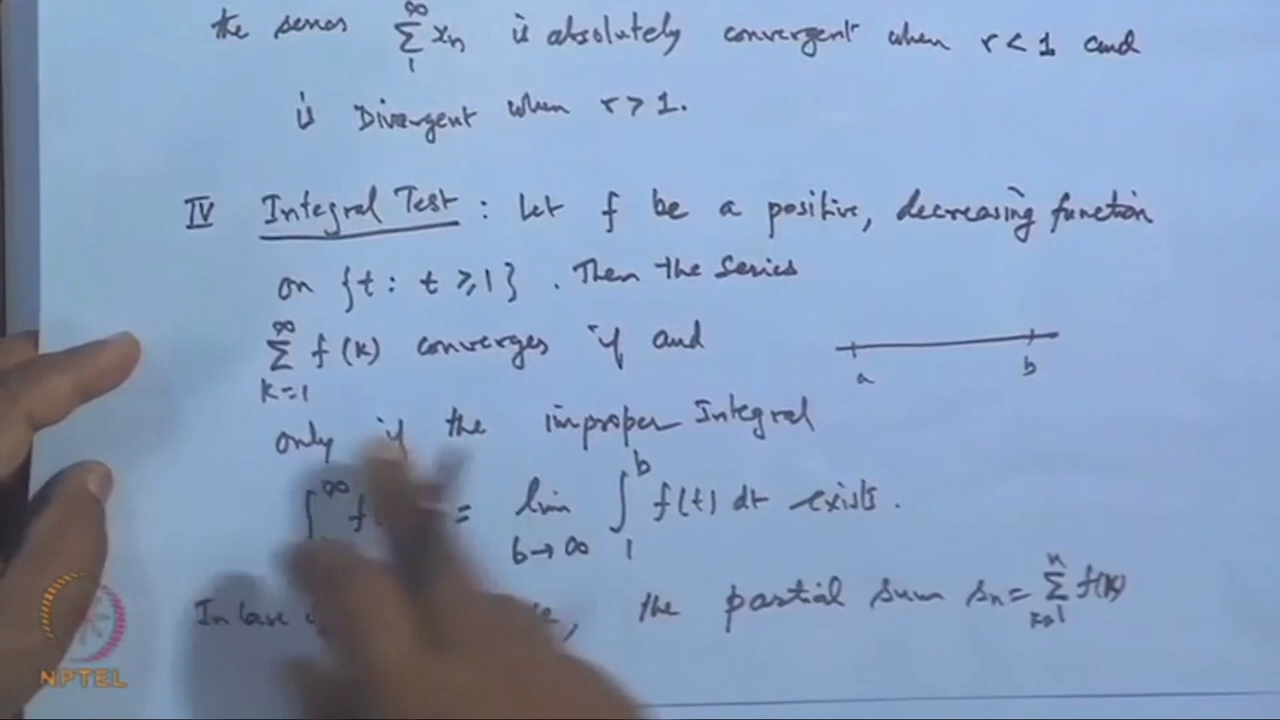 the series ∞∑1 xn is absolutely convergent when r < 1 and
is Divergent when r > 1.
IV Integral Test : Let f be a positive, decreasing function
on {t : t ≥ 1} . Then the series
∞∑k=1 f(k) converges if and
a b
only if the improper Integral
∫∞ f = lim b→∞ ∫1b f(t) dt exists.
In case , the partial sum sn = n∑k=1 f(k)
NPTEL